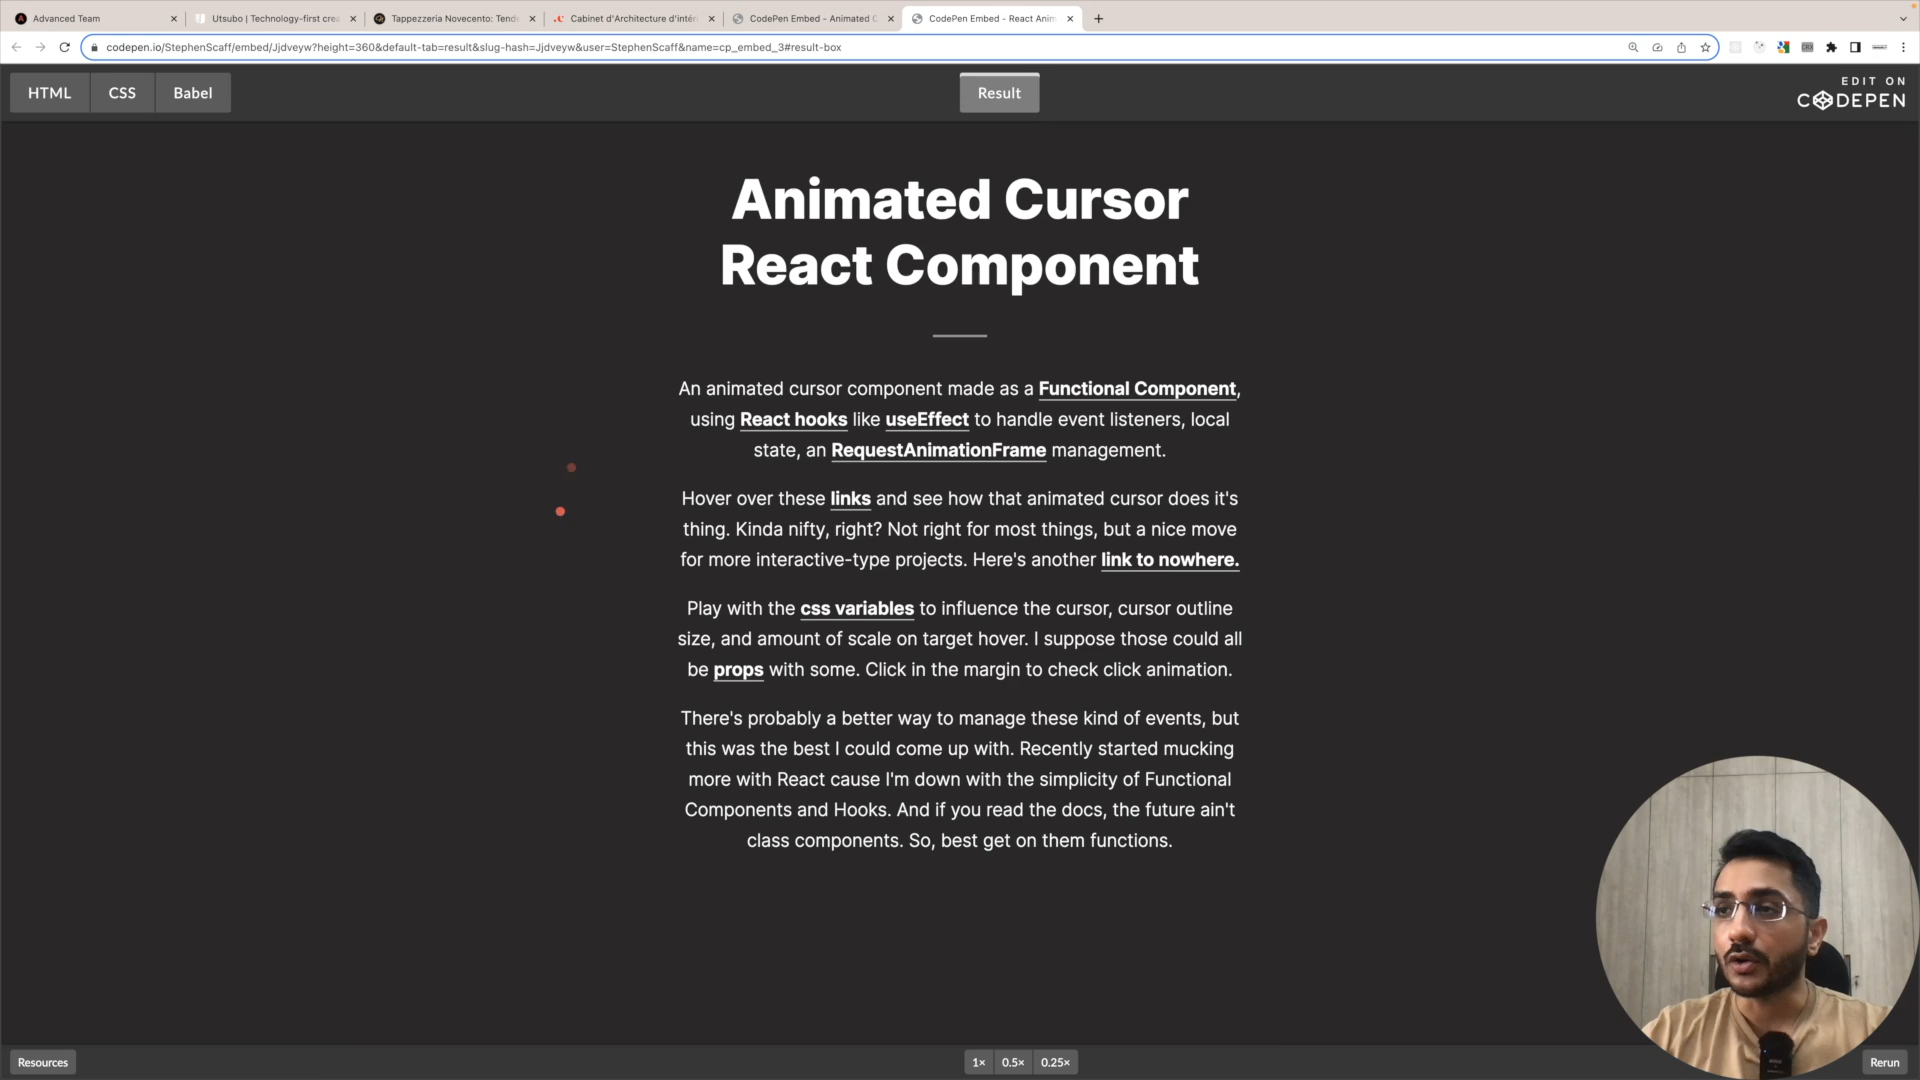 Advanced Team
Utsubo | Technology-first crea
Tappezzeria Novecento: Tende
Cabinet d'Architecture d'intéri
CodePen Embed - Animated C
CodePen Embed - React Anim
codepen.io/StephenScaff/embed/Jjdveyw?height=360&default-tab=result&slug-hash=Jjdveyw&user=StephenScaff&name=cp_embed_3#result-box
HTML
CSS
Babel
Result
EDIT ON
CODEPEN
Animated Cursor
React Component
An animated cursor component made as a Functional Component,
using React hooks like useEffect to handle event listeners, local
state, an RequestAnimationFrame management.
Hover over these links and see how that animated cursor does it's
thing. Kinda nifty, right? Not right for most things, but a nice move
for more interactive-type projects. Here's another link to nowhere.
Play with the css variables to influence the cursor, cursor outline
size, and amount of scale on target hover. I suppose those could all
be props with some. Click in the margin to check click animation.
There's probably a better way to manage these kind of events, but
this was the best I could come up with. Recently started mucking
more with React cause I'm down with the simplicity of Functional
Components and Hooks. And if you read the docs, the future ain't
class components. So, best get on them functions.
Resources
1×
0.5×
0.25×
Rerun